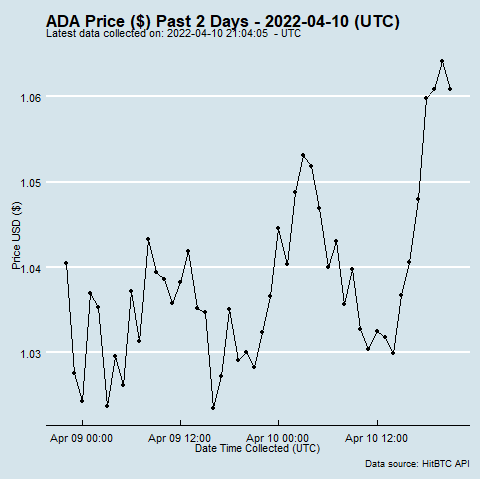 ADA Price ($) Past 2 Days - 2022-04-10 (UTC)
Latest data collected on: 2022-04-10 21:04:05 - UTC
1.06
1.05
1.04
1.03
Price USD ($)
Apr 09 00:00
Apr 09 12:00
Apr 10 00:00
Apr 10 12:00
Date Time Collected (UTC)
Data source: HitBTC API